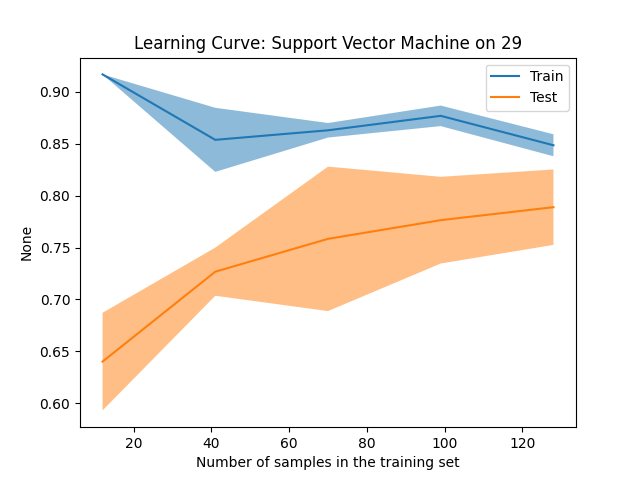 Learning Curve: Support Vector Machine on 29
Train
Test
None
0.90
0.85
0.80
0.75
0.70
0.65
0.60
20 40 60 80 100 120
Number of samples in the training set